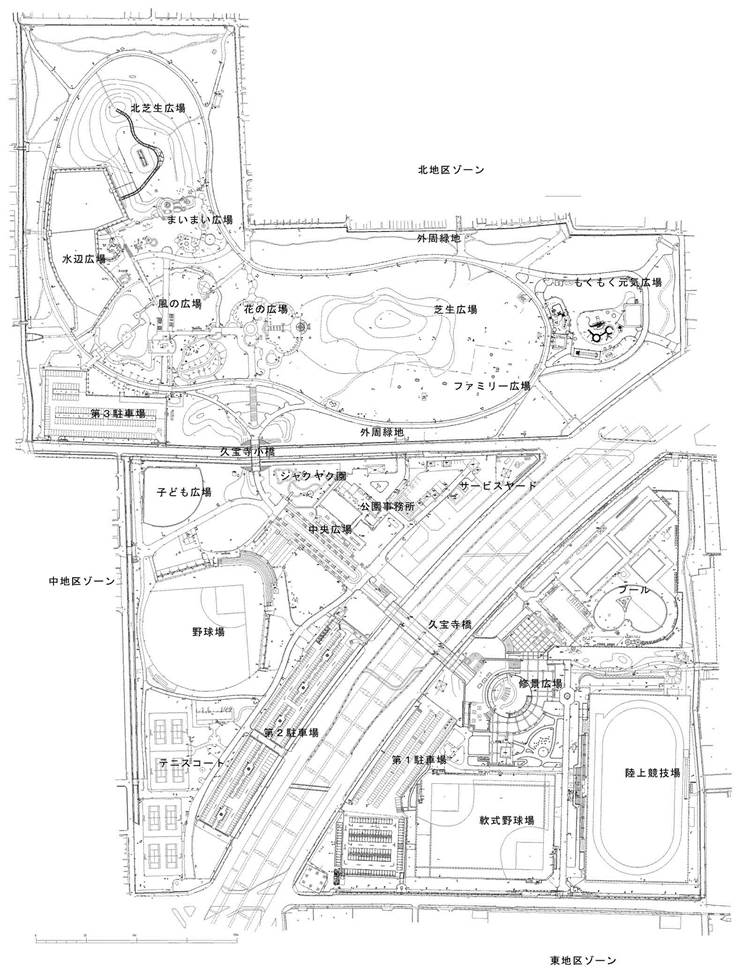 北芝生広場
北地区ゾーン
まいまい広場
外周緑地
水辺広場
もくもく元気広場
風の広場
花の広場
芝生広場
ファミリー広場
第3駐車場
外周緑地
久宝寺小橋
シャクヤク園
サービスヤード
子ども広場
公園事務所
中央広場
中地区ゾーン
プール
久宝寺橋
野球場
修景広場
第2駐車場
第1駐車場
テニスコート
陸上競技場
軟式野球場
東地区ゾーン